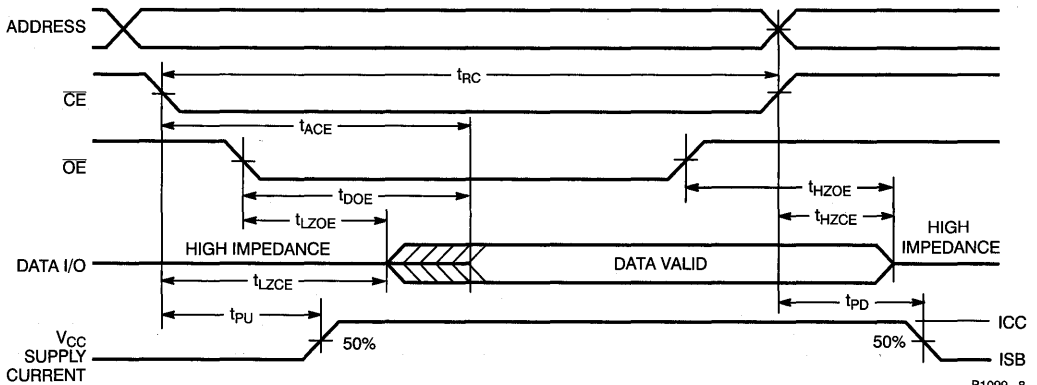 ADDRESS
tRC
CE
tACE
OE
tDOE
tHZOE
tLZOE
tHZCE
HIGH IMPEDANCE
HIGH
IMPEDANCE
DATA I/O
DATA VALID
tLZCE
tPU
tPD
VCC
SUPPLY
CURRENT
50%
50%
ICC
ISB